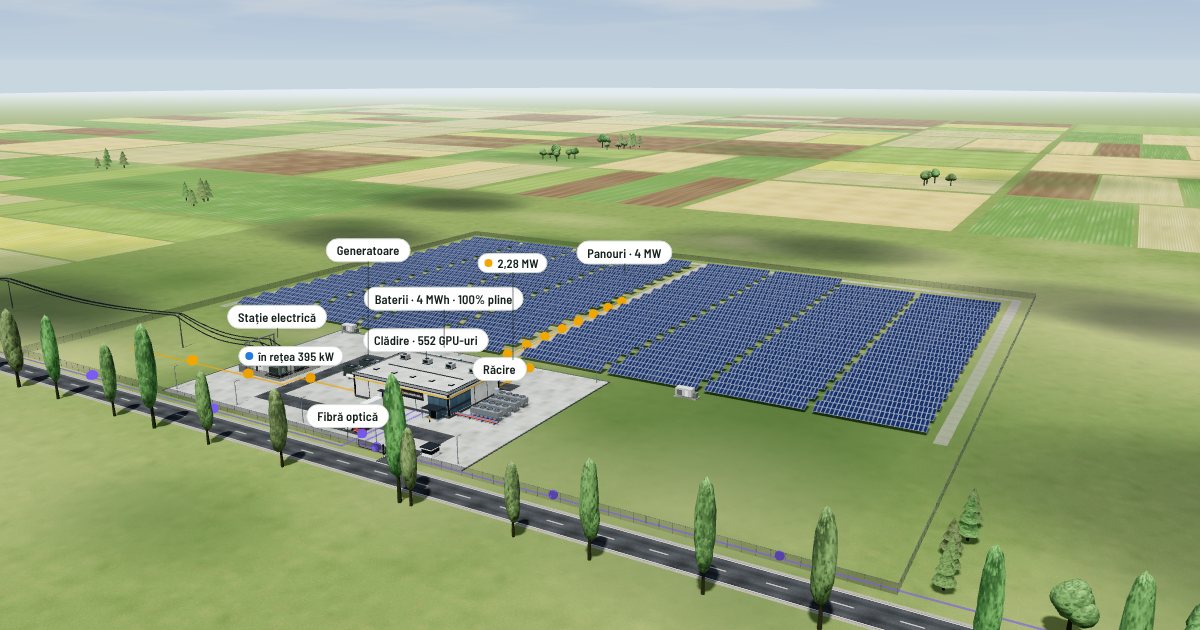 Generatoare
Panouri · 4 MW
2,28 MW
Baterii · 4 MWh · 100% pline
Stație electrică
Clădire · 552 GPU-uri
în rețea 395 kW
Răcire
Fibră optică